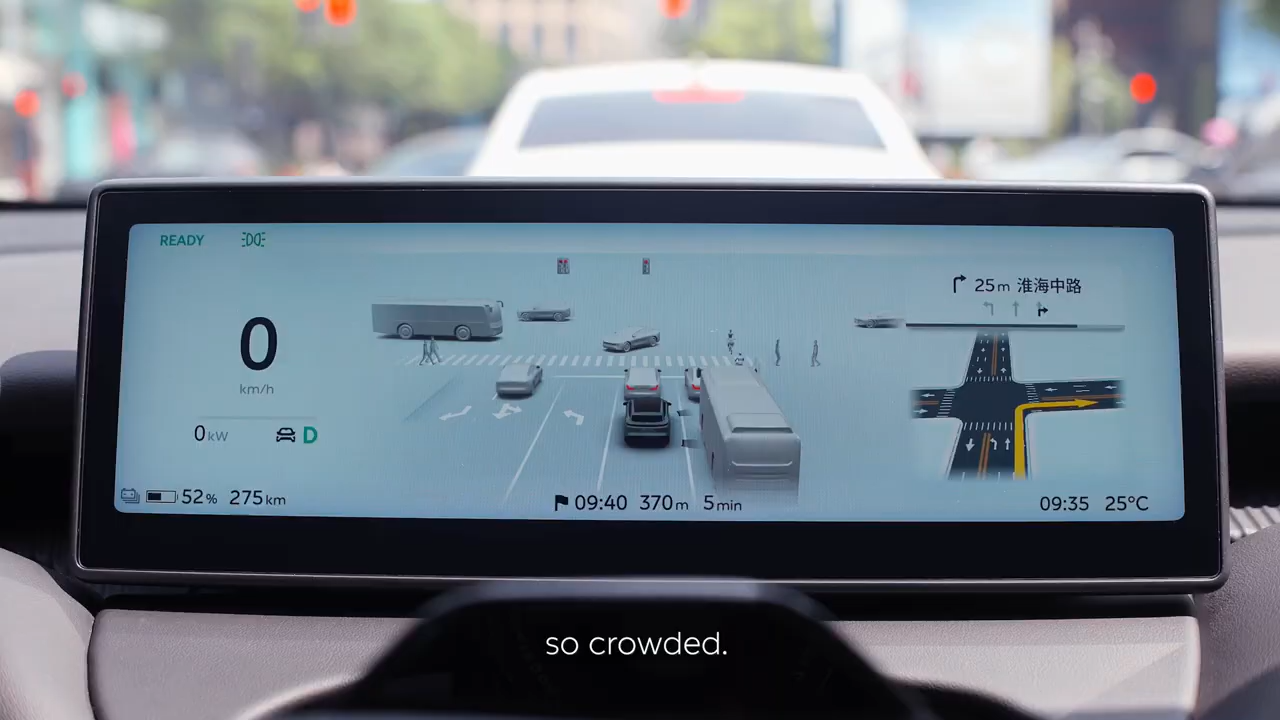 READY
25m 淮海中路
0
km/h
0kW
D
52% 275km
09:40 370m 5min
09:35 25°C
so crowded.